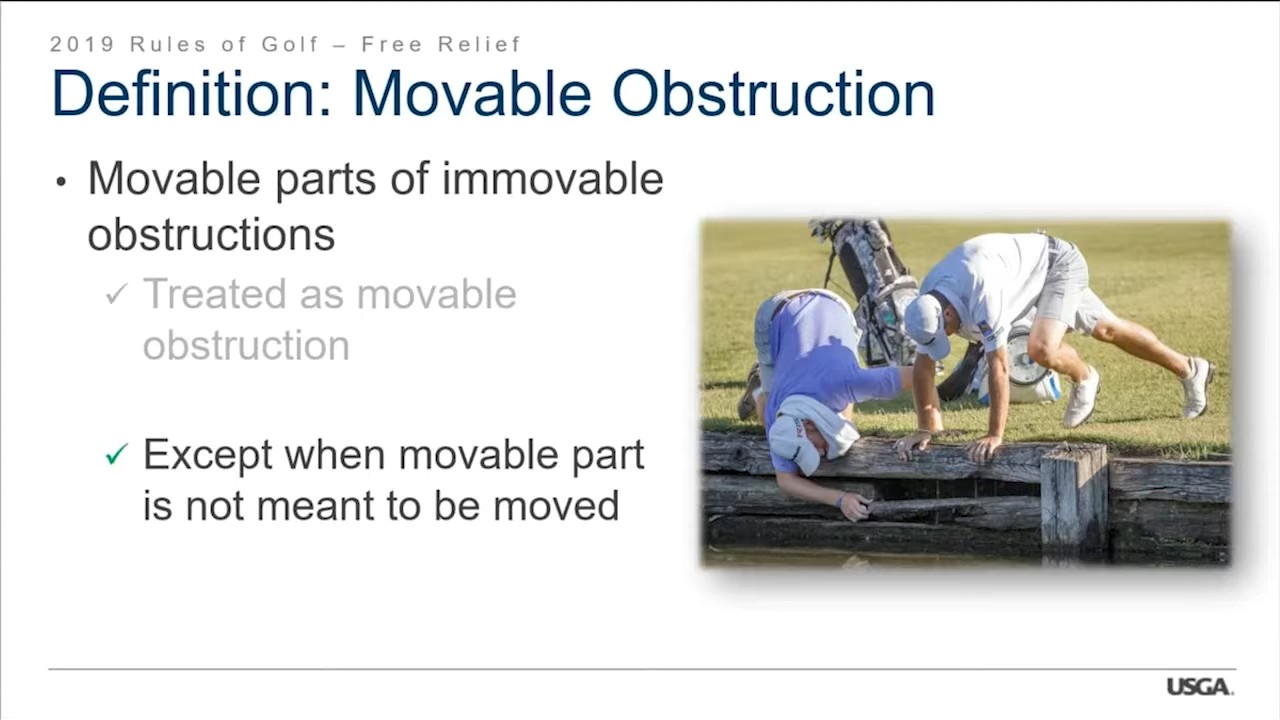 2019 Rules of Golf – Free Relief
Definition: Movable Obstruction
• Movable parts of immovable
obstructions
✓ Treated as movable
obstruction
✓ Except when movable part
is not meant to be moved
USGA.